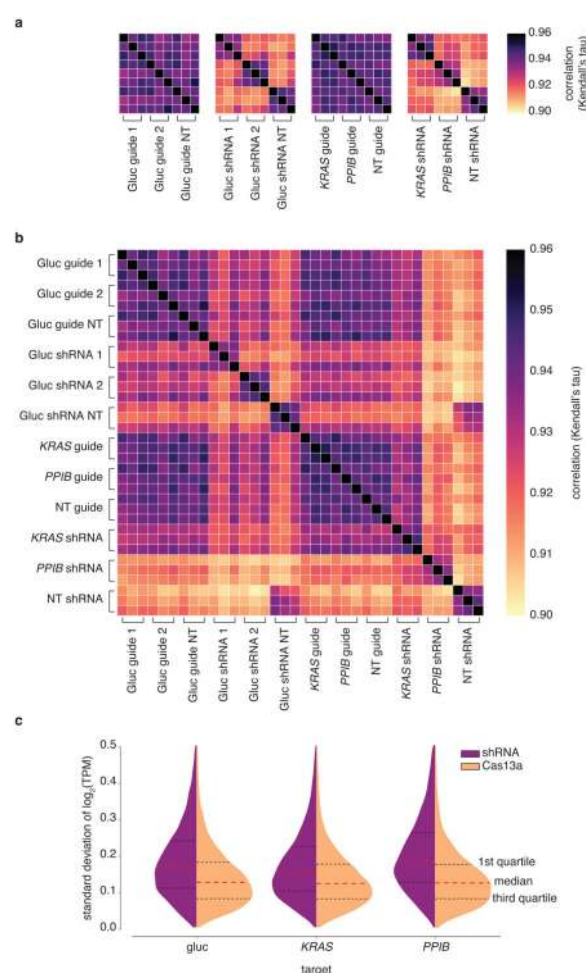 a
0.96
0.94
0.92
0.90
correlation
(Kendall's tau)
Gluc guide 1
Gluc guide 2
Gluc guide NT
Gluc shRNA 1
Gluc shRNA 2
Gluc shRNA NT
KRAS guide
PPIB guide
NT guide
KRAS shRNA
PPIB shRNA
NT shRNA
b
Gluc guide 1
Gluc guide 2
Gluc guide NT
Gluc shRNA 1
Gluc shRNA 2
Gluc shRNA NT
KRAS guide
PPIB guide
NT guide
KRAS shRNA
PPIB shRNA
NT shRNA
0.96
0.95
0.94
0.93
0.92
0.91
0.90
correlation (Kendall's tau)
Gluc guide 1
Gluc guide 2
Gluc guide NT
Gluc shRNA 1
Gluc shRNA 2
Gluc shRNA NT
KRAS guide
PPIB guide
NT guide
KRAS shRNA
PPIB shRNA
NT shRNA
c
standard deviation of log₂(TPM)
0.5
0.4
0.3
0.2
0.1
0.0
shRNA
Cas13a
1st quartile
median
third quartile
gluc
KRAS
PPIB
target